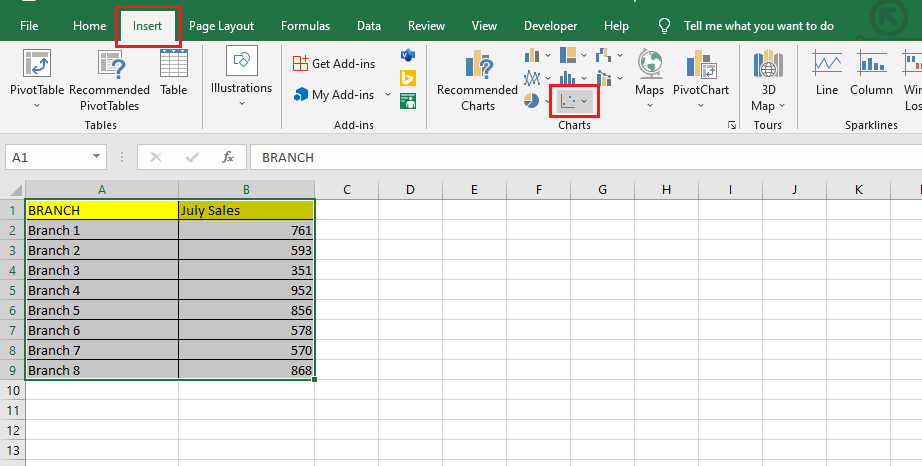 File Home Insert Page Layout Formulas Data Review View Developer Help Tell me what you want to do
PivotTable Recommended PivotTables Table
Tables
Illustrations
Get Add-ins
My Add-ins
Add-ins
Recommended Charts
Maps PivotChart
Charts
3D Map
Tours
Line Column Win Los
Sparklines
A1 fx BRANCH
A B C D E F G H I J K
1 BRANCH July Sales
2 Branch 1 761
3 Branch 2 593
4 Branch 3 351
5 Branch 4 952
6 Branch 5 856
7 Branch 6 578
8 Branch 7 570
9 Branch 8 868
10
11
12
13